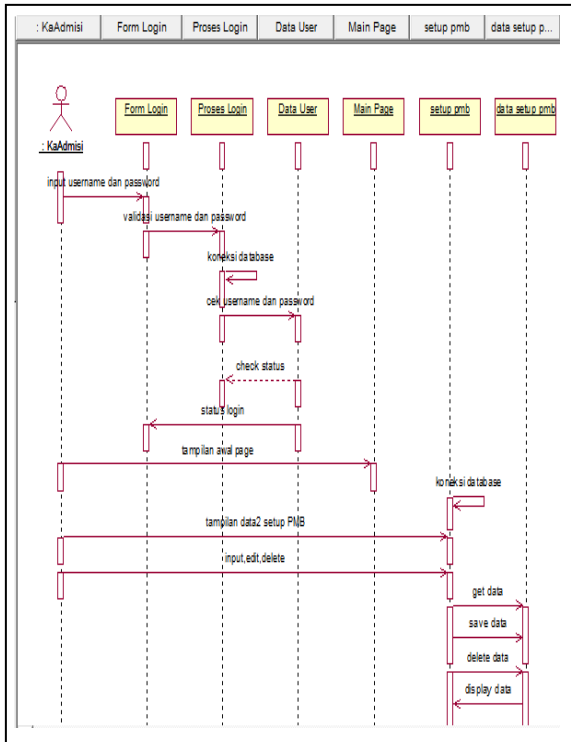 : KaAdmisi
Form Login
Proses Login
Data User
Main Page
setup pmb
data setup p...
Form Login
Proses Login
Data User
Main Page
setup pmb
data setup pmb
: KaAdmisi
input username dan password
validasi username dan password
koneksi database
cek username dan password
check status
status login
tampilan awal page
koneksi database
tampilan data2 setup PMB
input,edit,delete
get data
save data
delete data
display data